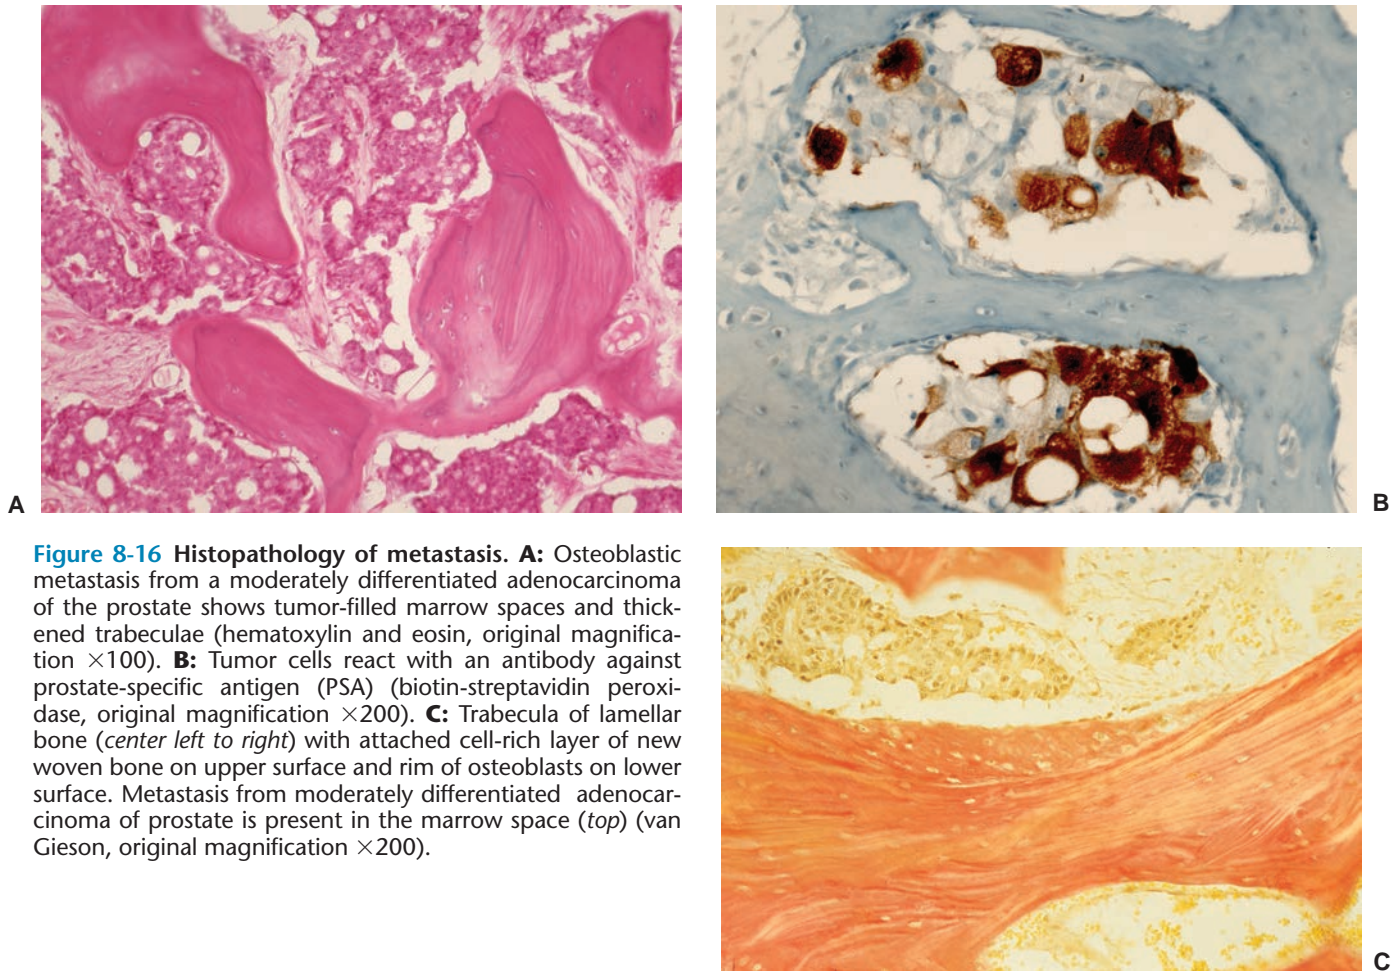 A
B
Figure 8-16 Histopathology of metastasis. A: Osteoblastic
metastasis from a moderately differentiated adenocarcinoma
of the prostate shows tumor-filled marrow spaces and thick-
ened trabeculae (hematoxylin and eosin, original magnifica-
tion ×100). B: Tumor cells react with an antibody against
prostate-specific antigen (PSA) (biotin-streptavidin peroxi-
dase, original magnification ×200). C: Trabecula of lamellar
bone (center left to right) with attached cell-rich layer of new
woven bone on upper surface and rim of osteoblasts on lower
surface. Metastasis from moderately differentiated adenocar-
cinoma of prostate is present in the marrow space (top) (van
Gieson, original magnification ×200).
C